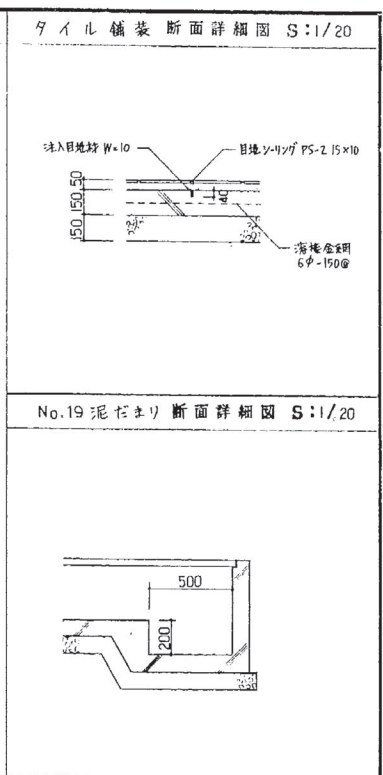 タイル舗装 断面詳細図 S:1/20
注入目地材 W=10
目地シーリング PS-2 15×10
50
150
150
40
溶接金網
6φ-150@
No.19 泥だまり 断面詳細図 S:1/20
500
200